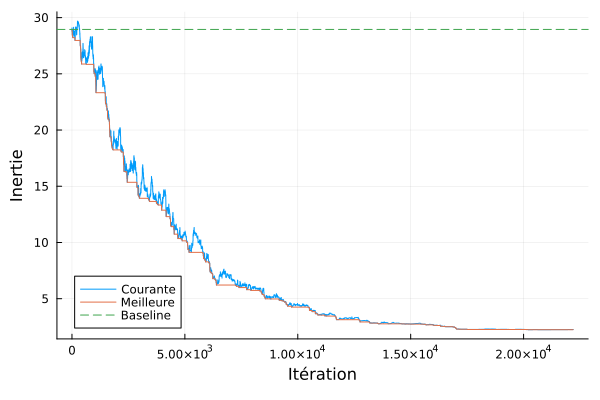 30
25
20
15
10
5
Inertie
Courante
Meilleure
Baseline
0 5.00×10³ 1.00×10⁴ 1.50×10⁴ 2.00×10⁴
Itération